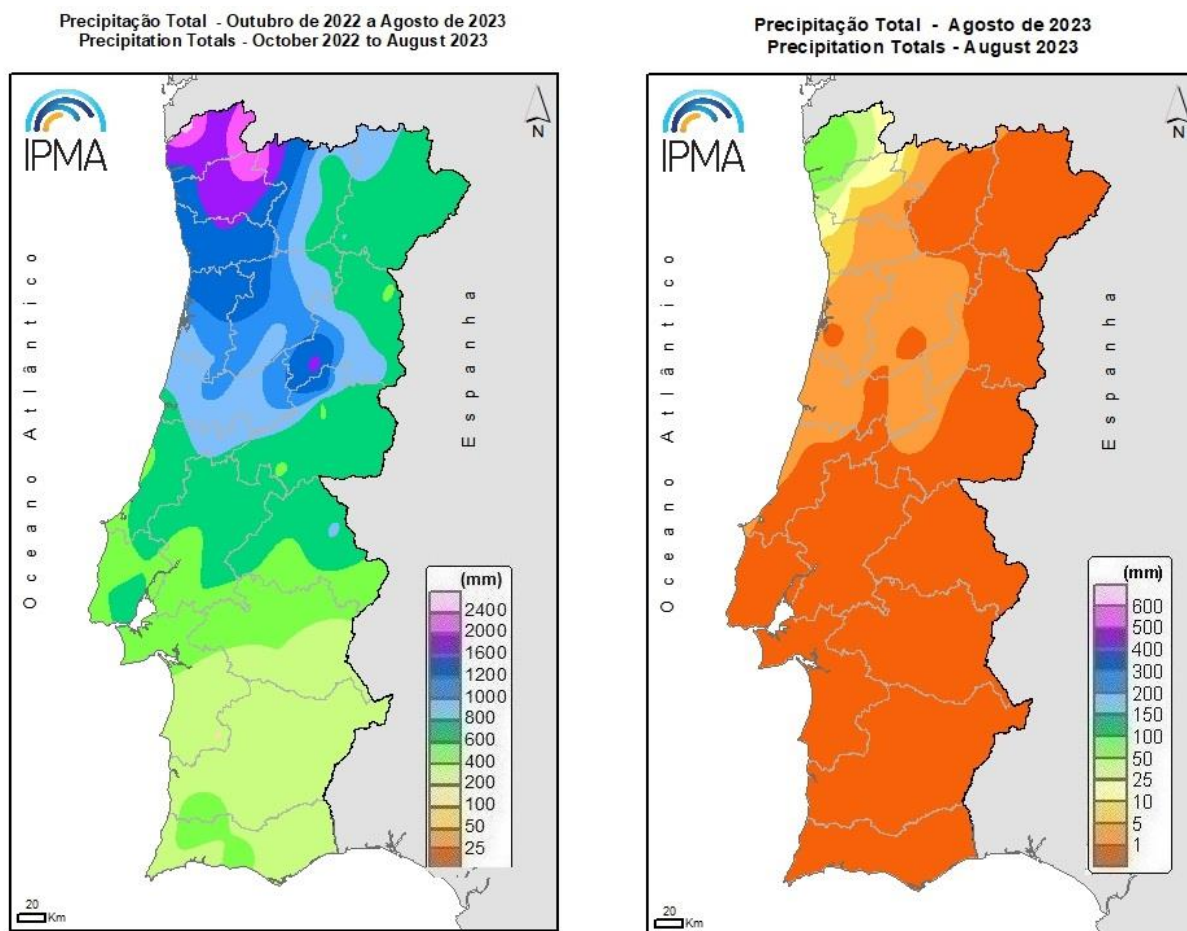 Precipitação Total - Outubro de 2022 a Agosto de 2023
Precipitation Totals - October 2022 to August 2023
IPMA
N
Oceano Atlântico
Espanha
(mm)
2400
2000
1600
1200
1000
800
600
400
200
100
50
25
20
Km
Precipitação Total - Agosto de 2023
Precipitation Totals - August 2023
IPMA
N
Oceano Atlântico
Espanha
(mm)
600
500
400
300
200
150
100
50
25
10
5
1
20
Km